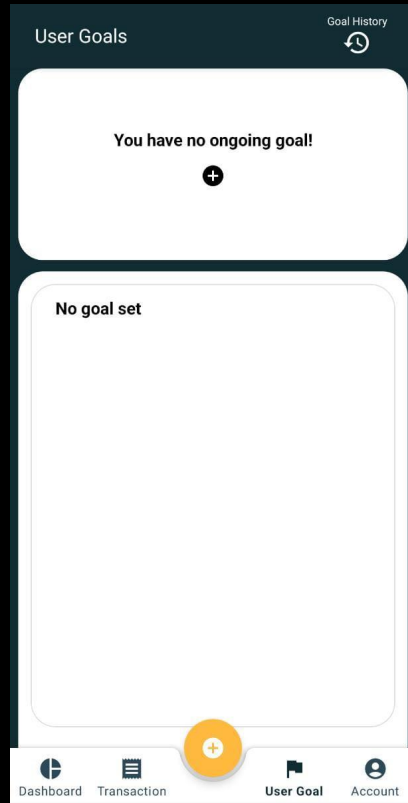 User Goals
Goal History
You have no ongoing goal!
No goal set
Dashboard
Transaction
User Goal
Account